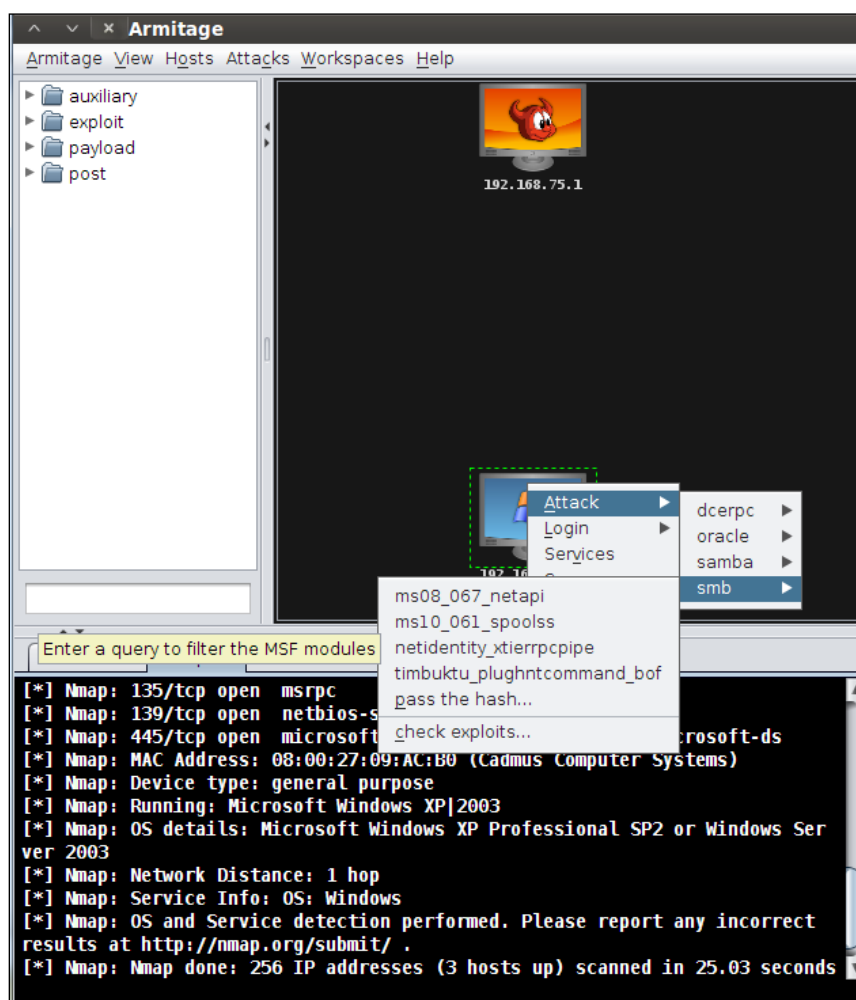 Armitage
Armitage View Hosts Attacks Workspaces Help
auxiliary
exploit
payload
post
192.168.75.1
Attack
Login
Services
dcerpc
oracle
samba
smb
ms08_067_netapi
ms10_061_spoolss
netidentity_xtierrpcpipe
timbuktu_plughntcommand_bof
pass the hash...
check exploits...
Enter a query to filter the MSF modules
[*] Nmap: 135/tcp open msrpc
[*] Nmap: 139/tcp open
[*] Nmap: 445/tcp open
[*] Nmap: MAC Address: 08:00:27:09:AC:B0 (Cadmus Computer Systems)
[*] Nmap: Device type: general purpose
[*] Nmap: Running: Microsoft Windows XP|2003
[*] Nmap: OS details: Microsoft Windows XP Professional SP2 or Windows Ser
ver 2003
[*] Nmap: Network Distance: 1 hop
[*] Nmap: Service Info: OS: Windows
[*] Nmap: OS and Service detection performed. Please report any incorrect
results at http://nmap.org/submit/ .
[*] Nmap: Nmap done: 256 IP addresses (3 hosts up) scanned in 25.03 seconds